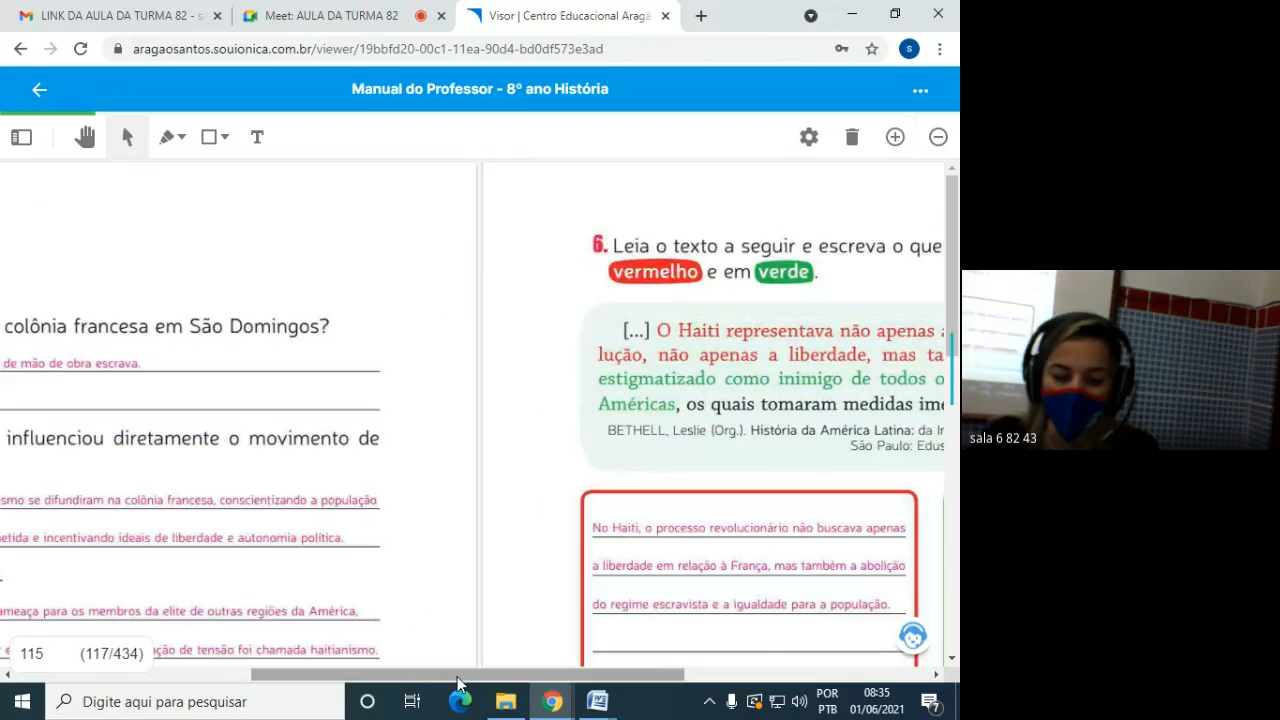 LINK DA AULA DA TURMA 82 - s
Meet: AULA DA TURMA 82
Visor | Centro Educacional Aragã
aragaosantos.souionica.com.br/viewer/19bbfd20-00c1-11ea-90d4-bd0df573e3ad
s
Manual do Professor - 8º ano História
T
colônia francesa em São Domingos?
de mão de obra escrava.
influenciou diretamente o movimento de
ismo se difundiram na colônia francesa, conscientizando a população
etida e incentivando ideais de liberdade e autonomia política.
ameaça para os membros da elite de outras regiões da América,
ação de tensão foi chamada haitianismo.
115 (117/434)
6. Leia o texto a seguir e escreva o que
vermelho e em verde.
[...] O Haiti representava não apenas a
lução, não apenas a liberdade, mas ta
estigmatizado como inimigo de todos o
Américas, os quais tomaram medidas ime
BETHELL, Leslie (Org.). História da América Latina: da In
São Paulo: Edus
No Haiti, o processo revolucionário não buscava apenas
a liberdade em relação à França, mas também a abolição
do regime escravista e a igualdade para a população.
sala 6 82 43
Digite aqui para pesquisar
POR
PTB
08:35
01/06/2021
7